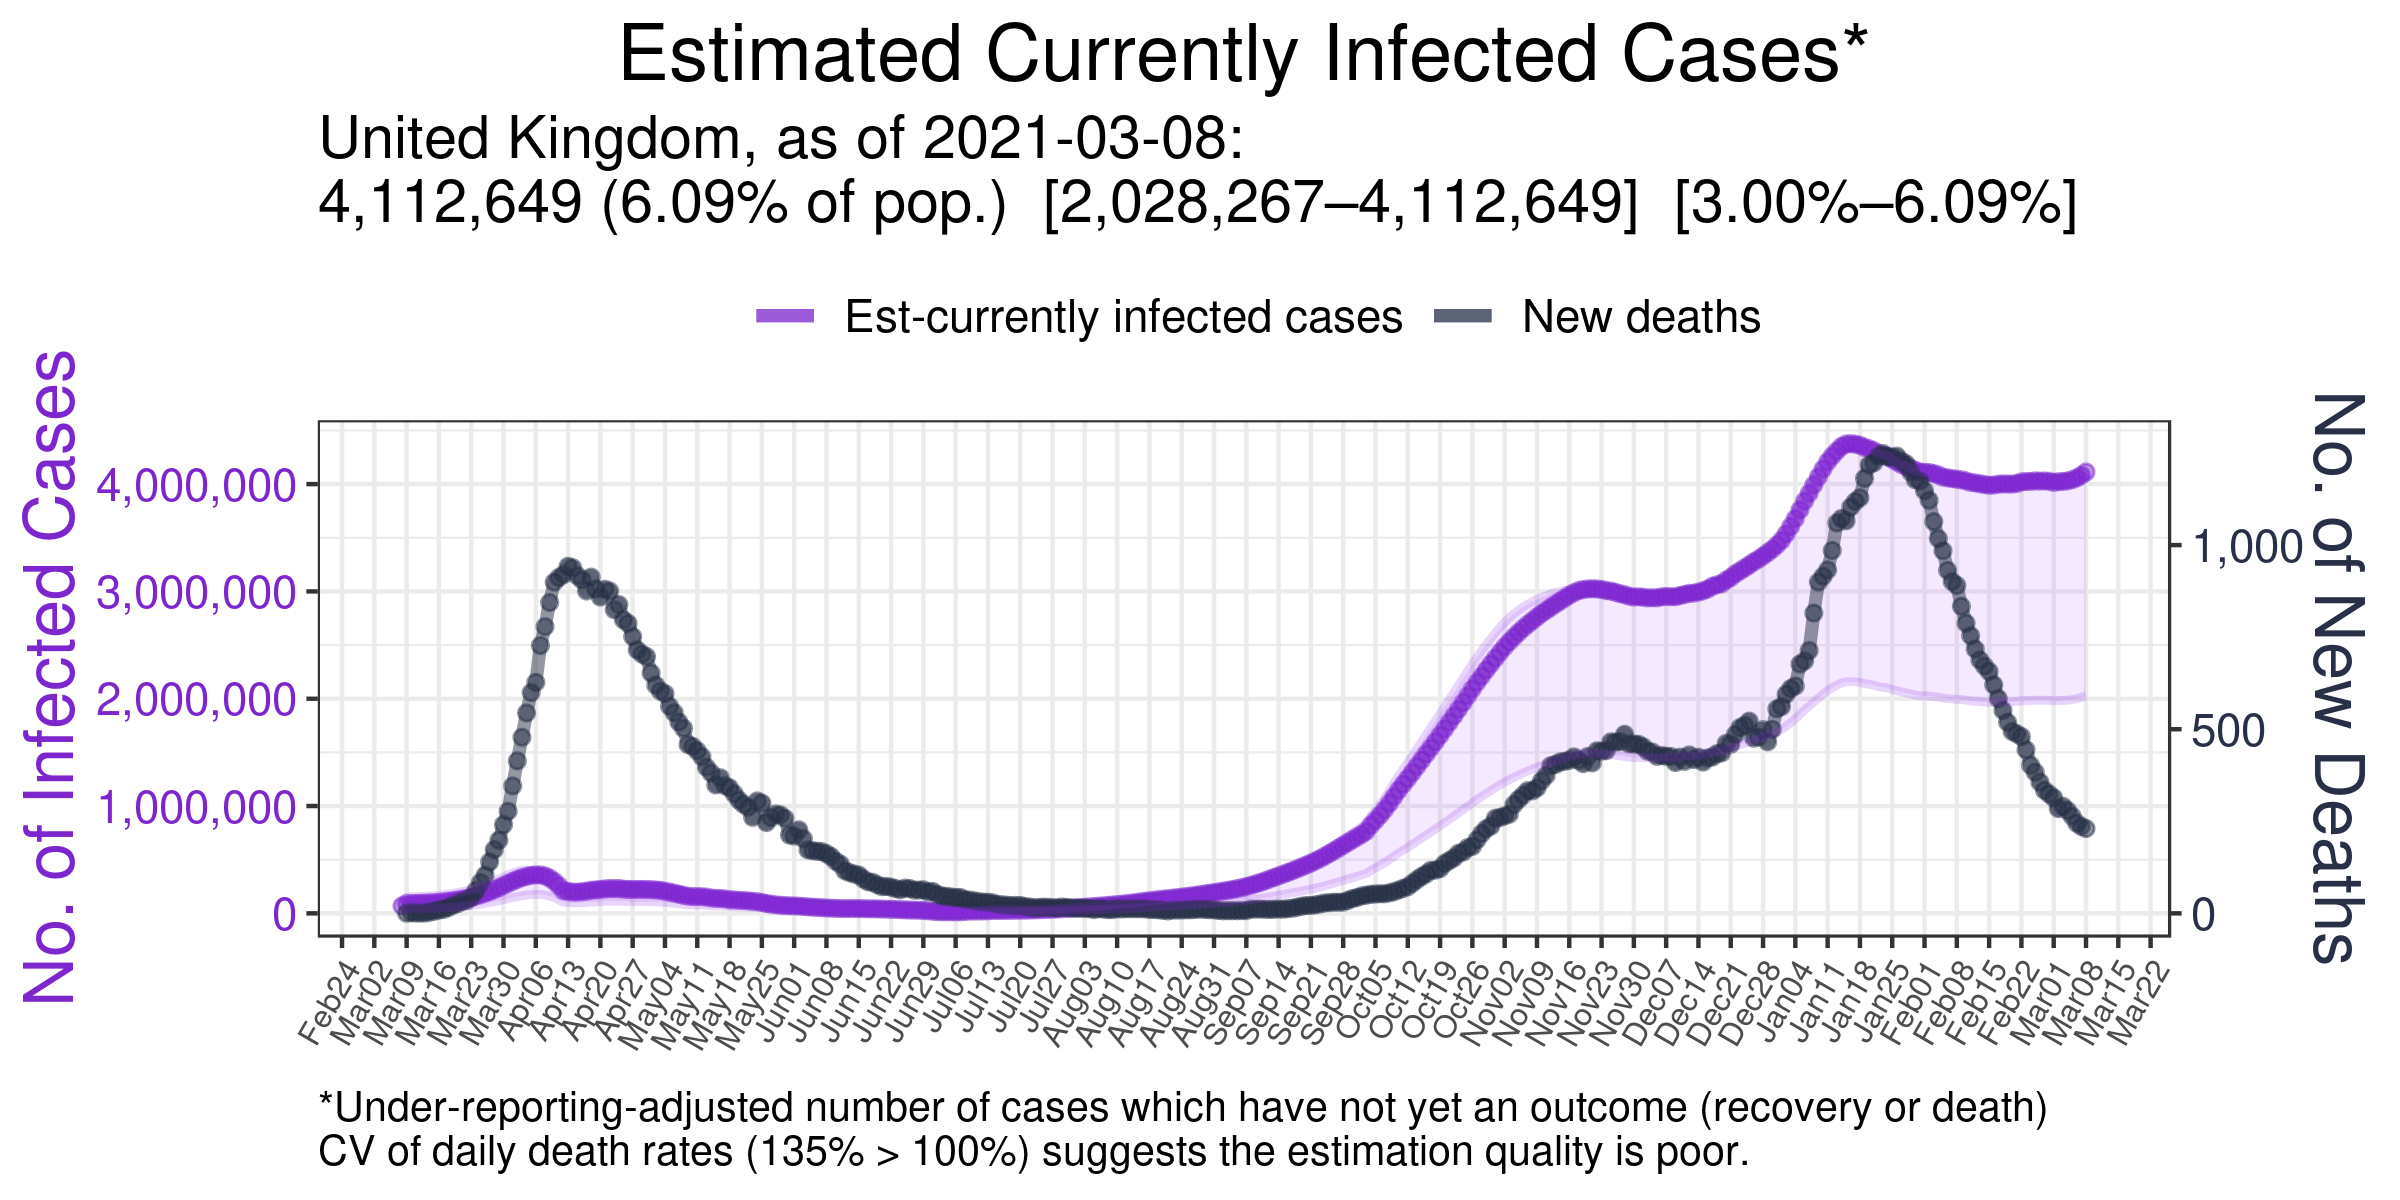 Estimated Currently Infected Cases*
United Kingdom, as of 2021-03-08:
4,112,649 (6.09% of pop.) [2,028,267–4,112,649] [3.00%–6.09%]
Est-currently infected cases New deaths
No. of Infected Cases
4,000,000
3,000,000
2,000,000
1,000,000
0
No. of New Deaths
1,000
500
0
Feb24 Mar02 Mar09 Mar16 Mar23 Mar30 Apr06 Apr13 Apr20 Apr27 May04 May11 May18 May25 Jun01 Jun08 Jun15 Jun22 Jun29 Jul06 Jul13 Jul20 Jul27 Aug03 Aug10 Aug17 Aug24 Aug31 Sep07 Sep14 Sep21 Sep28 Oct05 Oct12 Oct19 Oct26 Nov02 Nov09 Nov16 Nov23 Nov30 Dec07 Dec14 Dec21 Dec28 Jan04 Jan11 Jan18 Jan25 Feb01 Feb08 Feb15 Feb22 Mar01 Mar08 Mar15 Mar22
*Under-reporting-adjusted number of cases which have not yet an outcome (recovery or death)
CV of daily death rates (135% > 100%) suggests the estimation quality is poor.